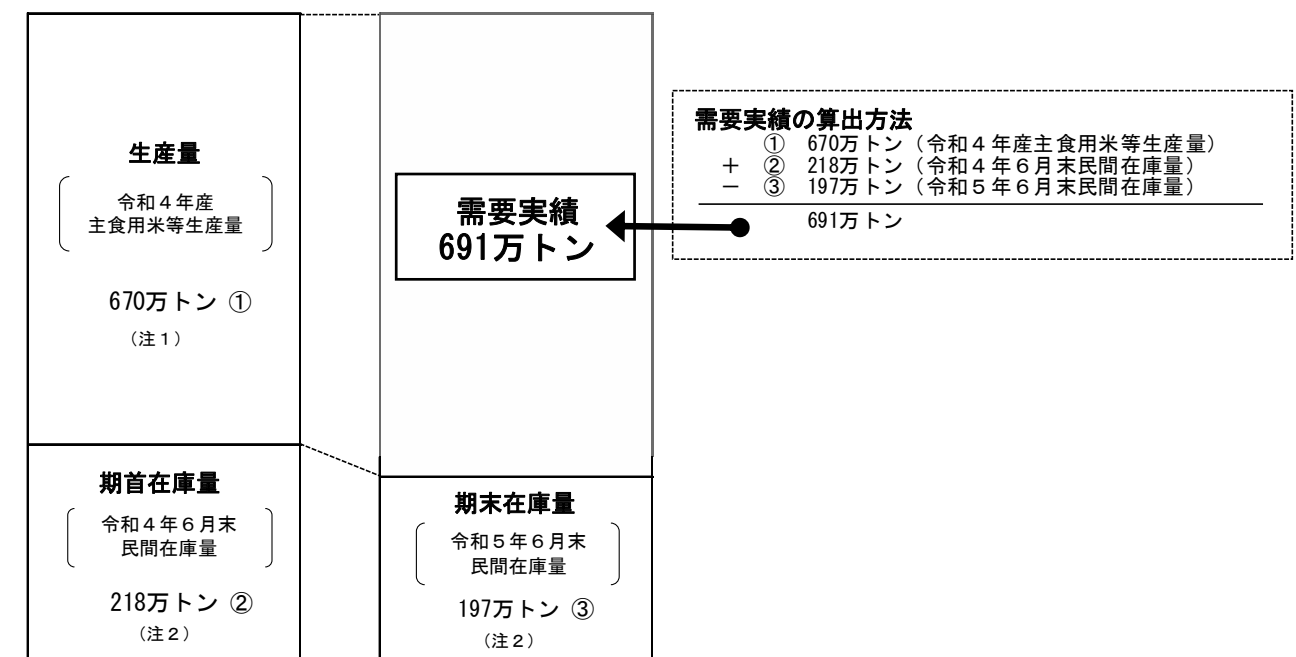 生産量
令和４年産
主食用米等生産量
670万トン ①
（注１）
期首在庫量
令和４年６月末
民間在庫量
218万トン ②
（注２）
需要実績
691万トン
期末在庫量
令和５年６月末
民間在庫量
197万トン ③
（注２）
需要実績の算出方法
① 670万トン（令和４年産主食用米等生産量）
＋ ② 218万トン（令和４年６月末民間在庫量）
－ ③ 197万トン（令和５年６月末民間在庫量）
691万トン